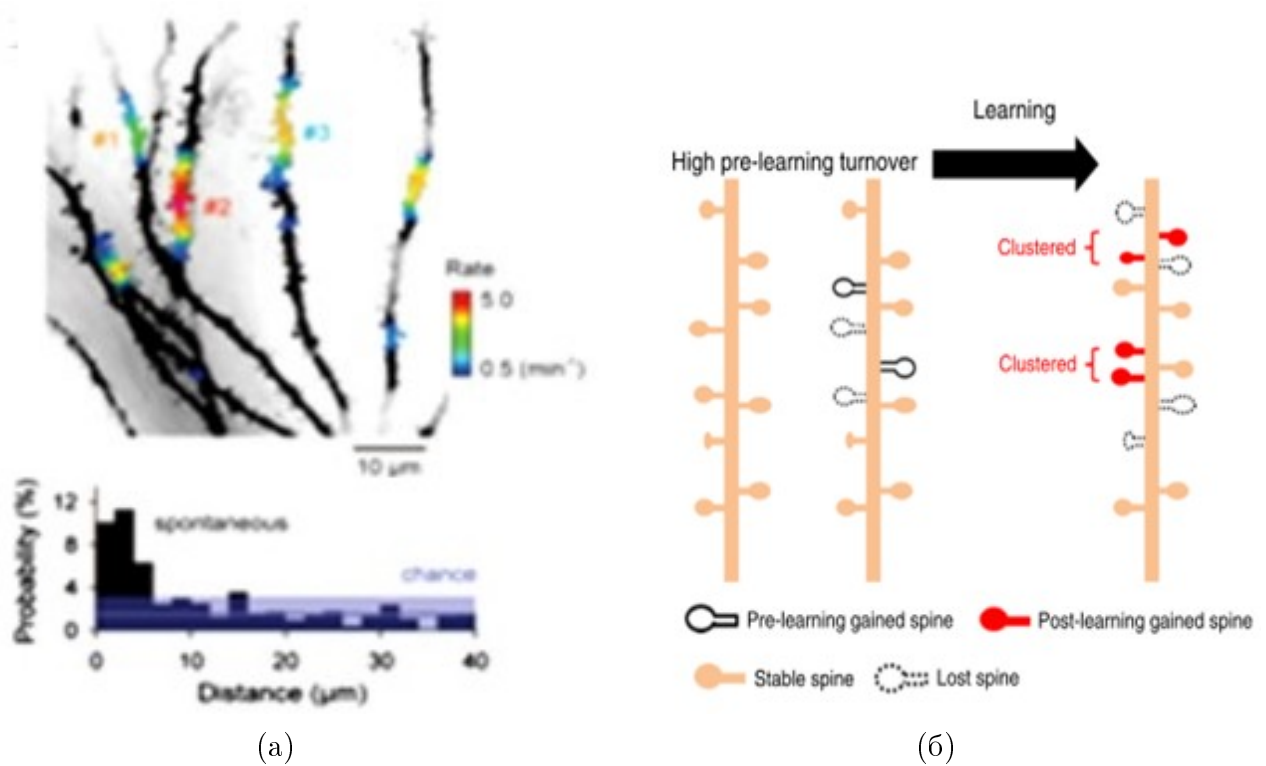 #1
#3
#2
Rate
5.0
0.5 (min⁻¹)
10 µm
Probability (%)
12
8
4
0
spontaneous
chance
0 10 20 30 40
Distance (µm)
(а)
Learning
High pre-learning turnover
Clustered
Clustered
Pre-learning gained spine
Post-learning gained spine
Stable spine
Lost spine
(б)